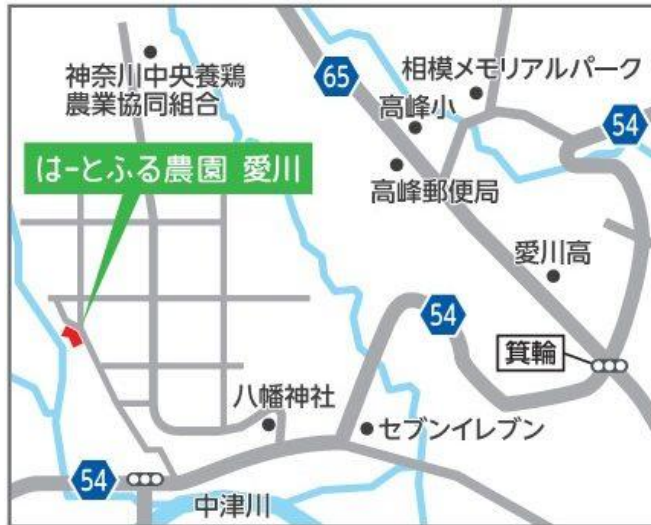 神奈川中央養鶏
農業協同組合
65
相模メモリアルパーク
高峰小
54
はーとふる農園 愛川
高峰郵便局
愛川高
54
箕輪
八幡神社
セブンイレブン
54
中津川